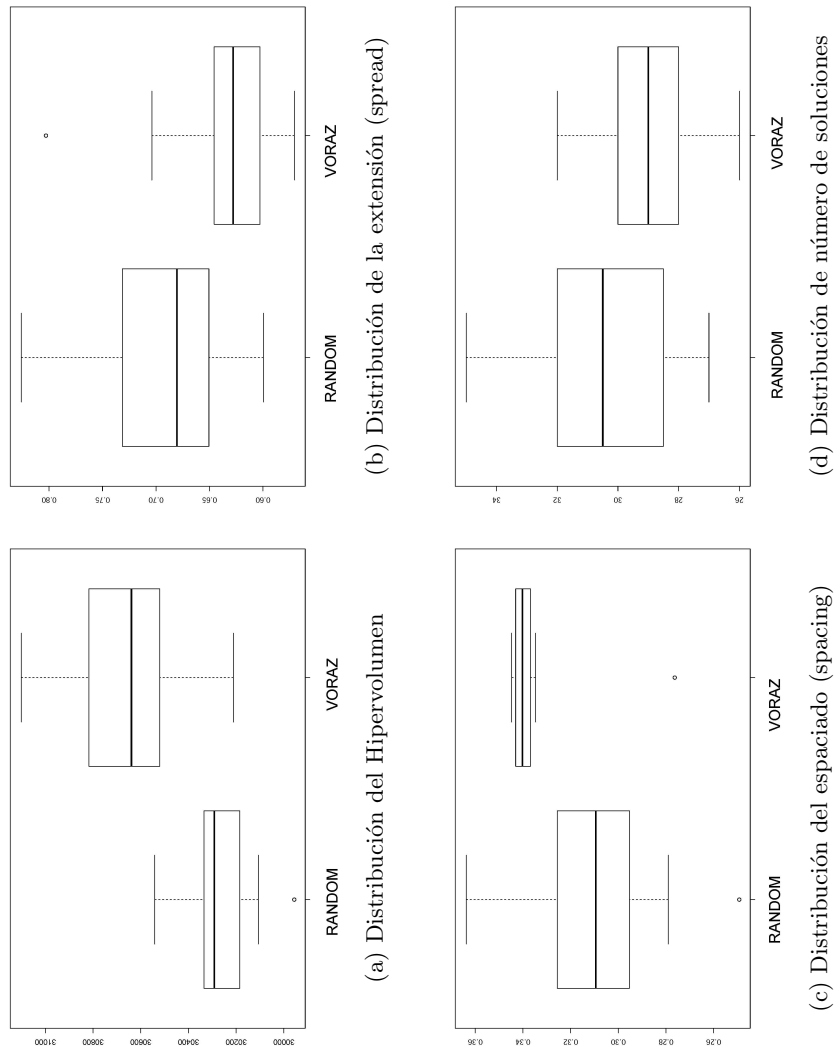 31000
30800
30600
30400
30200
30000
RANDOM
VORAZ
(a) Distribución del Hipervolumen
0.80
0.75
0.70
0.65
0.60
RANDOM
VORAZ
(b) Distribución de la extensión (spread)
0.36
0.34
0.32
0.30
0.28
0.26
RANDOM
VORAZ
(c) Distribución del espaciado (spacing)
34
32
30
28
26
RANDOM
VORAZ
(d) Distribución de número de soluciones